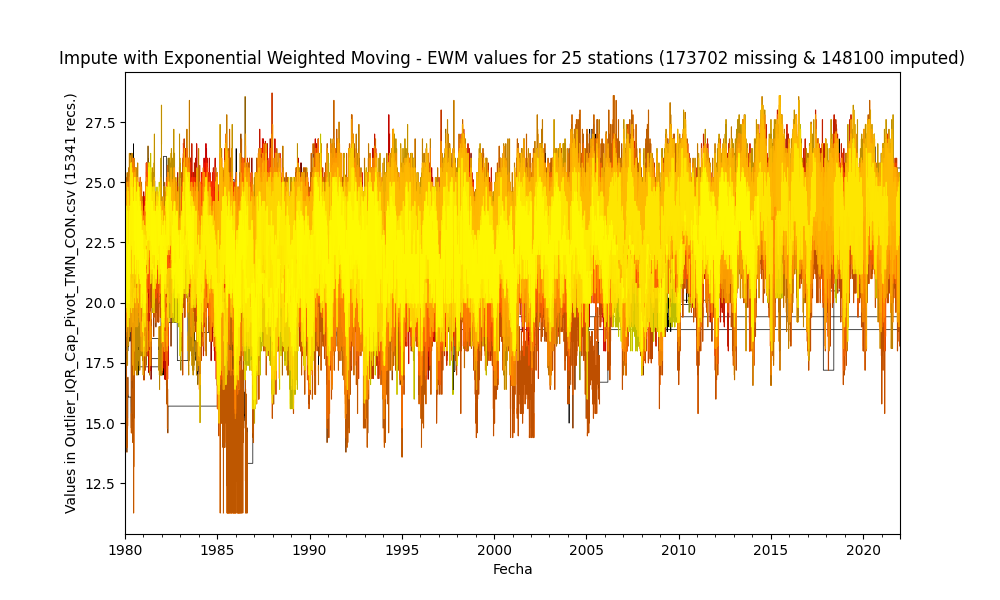 Impute with Exponential Weighted Moving - EWM values for 25 stations (173702 missing & 148100 imputed)
Values in Outlier_IQR_Cap_Pivot_TMN_CON.csv (15341 recs.)
27.5
25.0
22.5
20.0
17.5
15.0
12.5
1980 1985 1990 1995 2000 2005 2010 2015 2020
Fecha